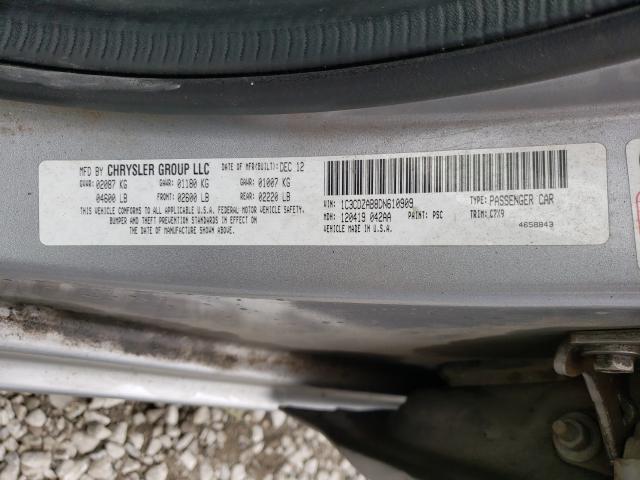 MFD BY CHRYSLER GROUP LLC DATE OF MFR(BUILT): DEC 12
GVWR: 02087 KG GAWR: 01180 KG GAWR: 01007 KG
04600 LB FRONT: 02600 LB REAR: 02220 LB
THIS VEHICLE CONFORMS TO ALL APPLICABLE U.S.A. FEDERAL MOTOR VEHICLE SAFETY,
BUMPER AND THEFT PREVENTION STANDARDS IN EFFECT ON
THE DATE OF MANUFACTURE SHOWN ABOVE.
VIN: 1C3CDZAB8DN610909 TYPE: PASSENGER CAR
MDH: 120419 042AA PAINT: PSC TRIM: C7X9
VEHICLE MADE IN U.S.A. 4658843